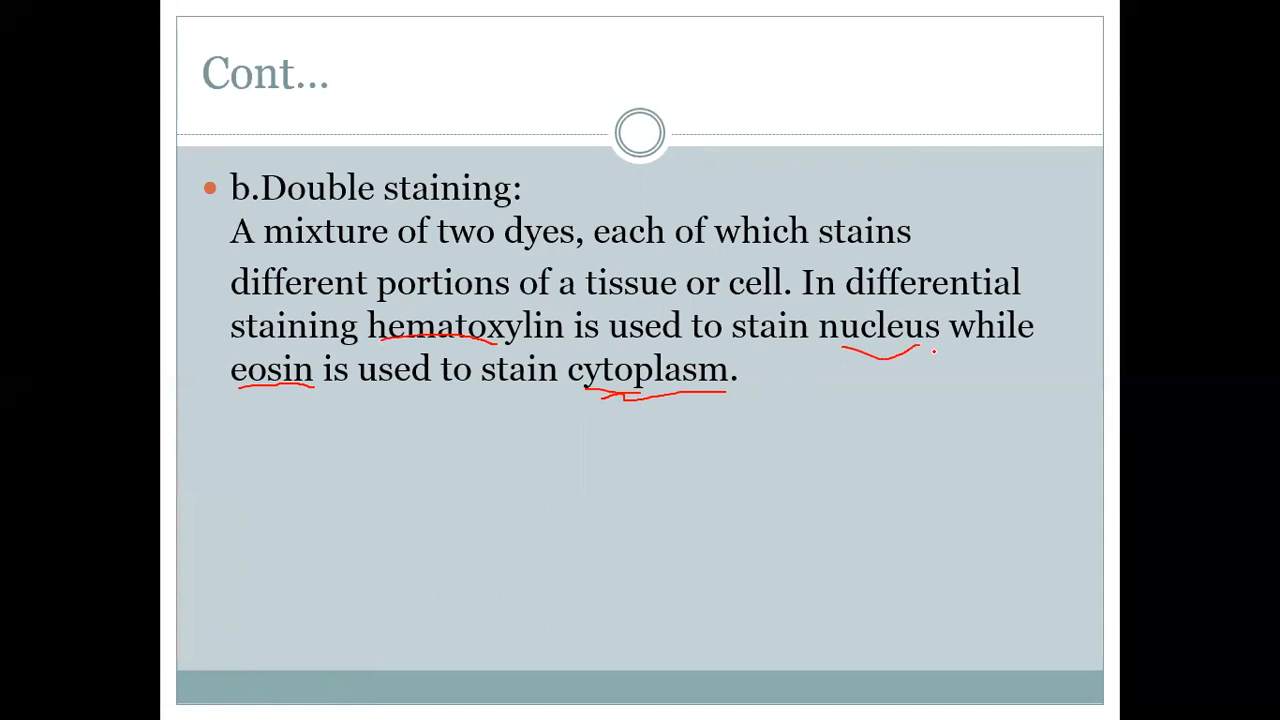 Cont...
b.Double staining:
A mixture of two dyes, each of which stains
different portions of a tissue or cell. In differential
staining hematoxylin is used to stain nucleus while
eosin is used to stain cytoplasm.